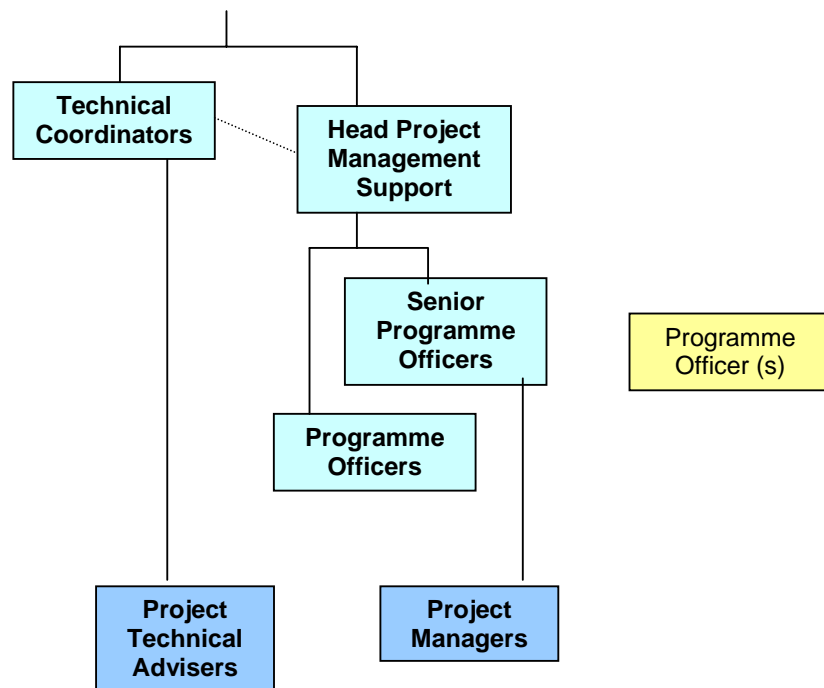 Technical
Coordinators
Head Project
Management
Support
Senior
Programme
Officers
Programme
Officer (s)
Programme
Officers
Project
Technical
Advisers
Project
Managers